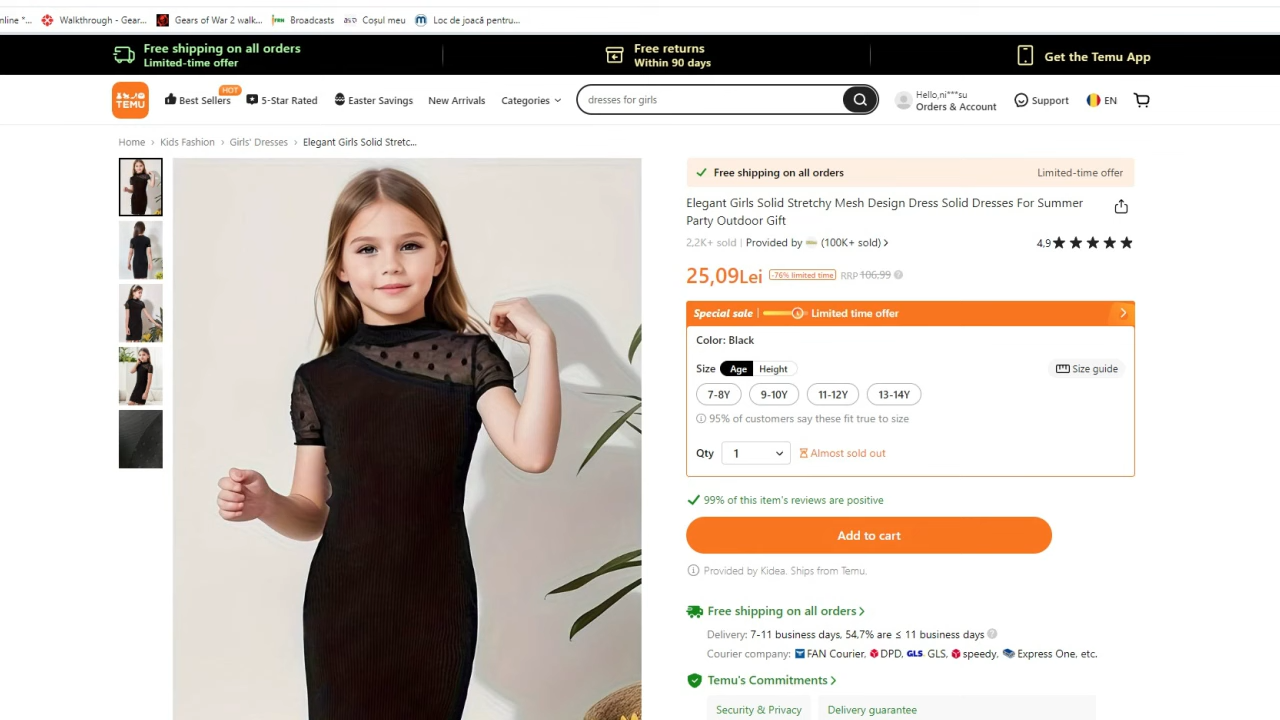 nline "...
Walkthrough - Gear...
Gears of War 2 walk...
Broadcasts
Coșul meu
Loc de joacă pentru...
Free shipping on all orders
Limited-time offer
Free returns
Within 90 days
Get the Temu App
TEMU
Best Sellers
HOT
5-Star Rated
Easter Savings
New Arrivals
Categories
dresses for girls
Hello,ni***su
Orders & Account
Support
EN
Home › Kids Fashion › Girls' Dresses › Elegant Girls Solid Stretc...
Free shipping on all orders
Limited-time offer
Elegant Girls Solid Stretchy Mesh Design Dress Solid Dresses For Summer
Party Outdoor Gift
2,2K+ sold | Provided by (100K+ sold) ›
4,9
25,09Lei -76% limited time RRP 106,99
Special sale | Limited time offer
Color: Black
Size Age Height
Size guide
7-8Y 9-10Y 11-12Y 13-14Y
95% of customers say these fit true to size
Qty 1 Almost sold out
99% of this item's reviews are positive
Add to cart
Provided by Kidea. Ships from Temu.
Free shipping on all orders ›
Delivery: 7-11 business days, 54,7% are ≤ 11 business days
Courier company: FAN Courier, DPD, GLS GLS, speedy, Express One, etc.
Temu's Commitments ›
Security & Privacy
Delivery guarantee